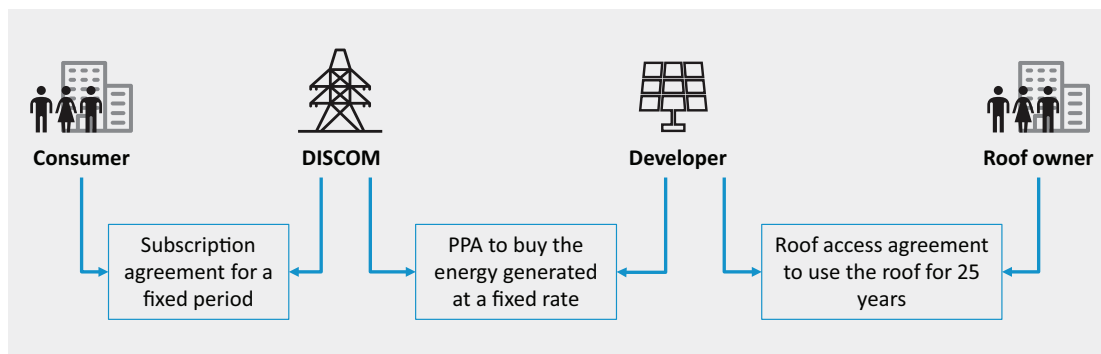 Consumer
DISCOM
Developer
Roof owner
Subscription
agreement for a
fixed period
PPA to buy the
energy generated
at a fixed rate
Roof access agreement
to use the roof for 25
years